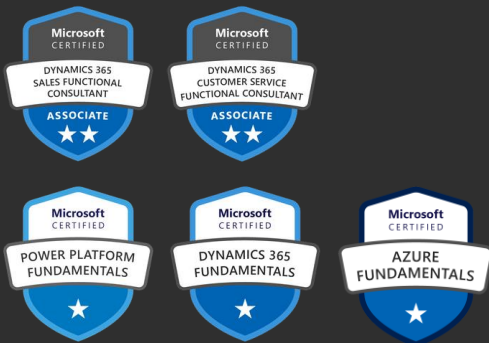 Microsoft
CERTIFIED
DYNAMICS 365
SALES FUNCTIONAL
CONSULTANT
ASSOCIATE
Microsoft
CERTIFIED
DYNAMICS 365
CUSTOMER SERVICE
FUNCTIONAL CONSULTANT
ASSOCIATE
Microsoft
CERTIFIED
POWER PLATFORM
FUNDAMENTALS
Microsoft
CERTIFIED
DYNAMICS 365
FUNDAMENTALS
Microsoft
CERTIFIED
AZURE
FUNDAMENTALS